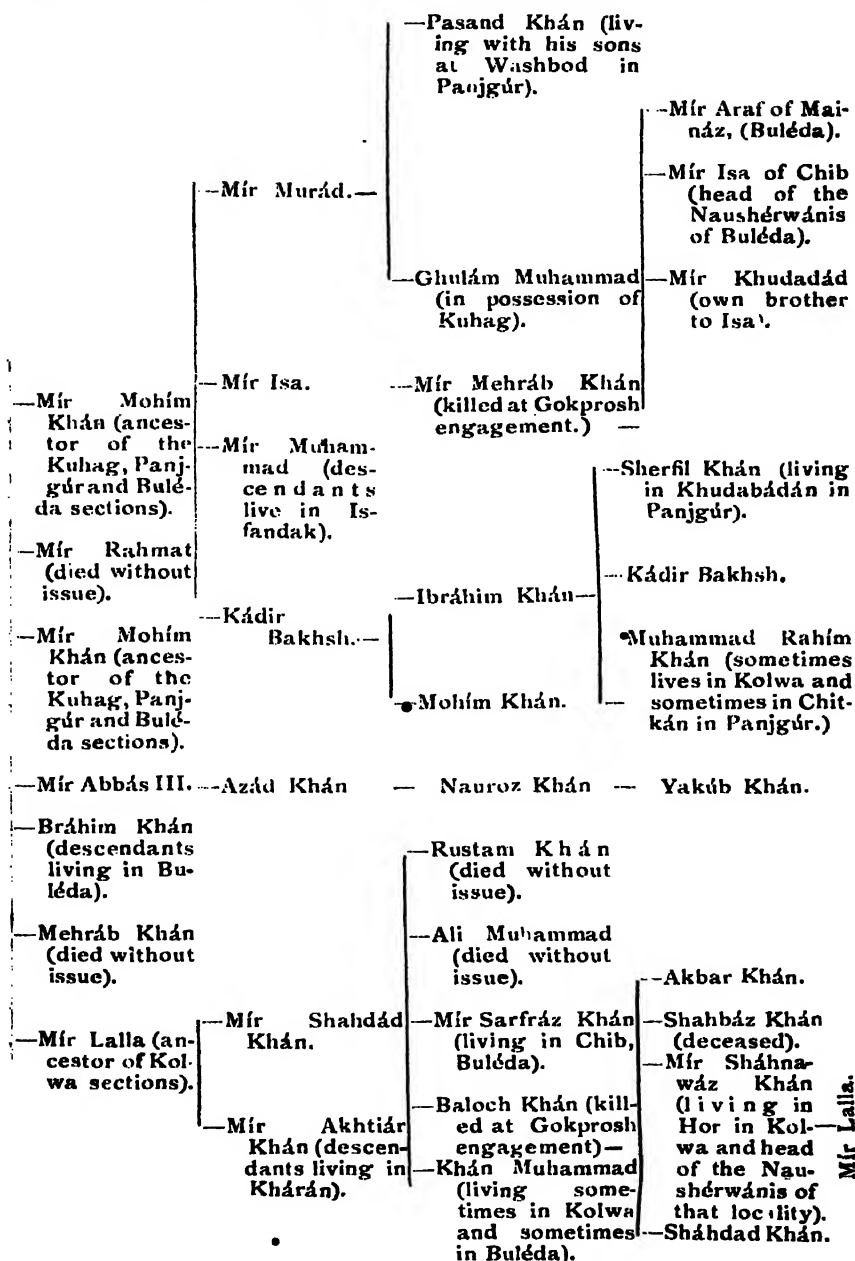 —Pasand Khán (liv-
ing with his sons
at Washbod in
Panjgúr).
—Mír Araf of Mai-
náz, (Buléda).
—Mír Isa of Chib
(head of the
Naushérwánis
of Buléda).
—Mír Murád.—
—Ghulám Muhammad
(in possession of
Kuhag).
—Mír Khudadád
(own brother
to Isa).
—Mír Mohím
Khán (ances-
tor of the
Kuhag, Panj-
gúr and Bulé-
da sections).
—Mír Isa.
—Mír Mehráb Khán
(killed at Gokprosh
engagement.) —
—Mír Muham-
mad (des-
cendants
live in Is-
fandak).
—Sherfil Khán (living
in Khudabádán in
Panjgúr).
—Mír Rahmat
(died without
issue).
—Ibráhim Khán—
—Kádir Bakhsh.
—Kádir
Bakhsh.—
—Mír Mohím
Khán (ances-
tor of the
Kuhag, Panj-
gúr and Bulé-
da sections).
—Mohím Khán.
Muhammad Rahím
Khán (sometimes
lives in Kolwa and
— sometimes in Chit-
kán in Panjgúr.)
—Mír Abbás III. —Azád Khán — Nauroz Khán — Yakúb Khán.
—Bráhim Khán
(descendants
living in Bu-
léda).
—Rustam Khán
(died without
issue).
—Mehráb Khán
(died without
issue).
—Ali Muhammad
(died without
issue).
—Akbar Khán.
—Mír Lalla (an-
cestor of Kol-
wa sections).
—Mír Shahdád
Khán.
—Mír Sarfráz Khán
(living in Chib,
Buléda).
—Shahbáz Khán
(deceased).
—Mír Sháhna-
wáz Khán
(living in
Hor in Kol-—
wa and head
of the Nau-
shérwánis of
that locality).
—Mír Akhtiár
Khán (descen-
dants living in
Khárán).
—Baloch Khán (kill-
ed at Gokprosh
engagement)—
—Khán Muhammad
(living some-
times in Kolwa
and sometimes
in Buléda).
—Sháhdad Khán.
Mír Lalla.